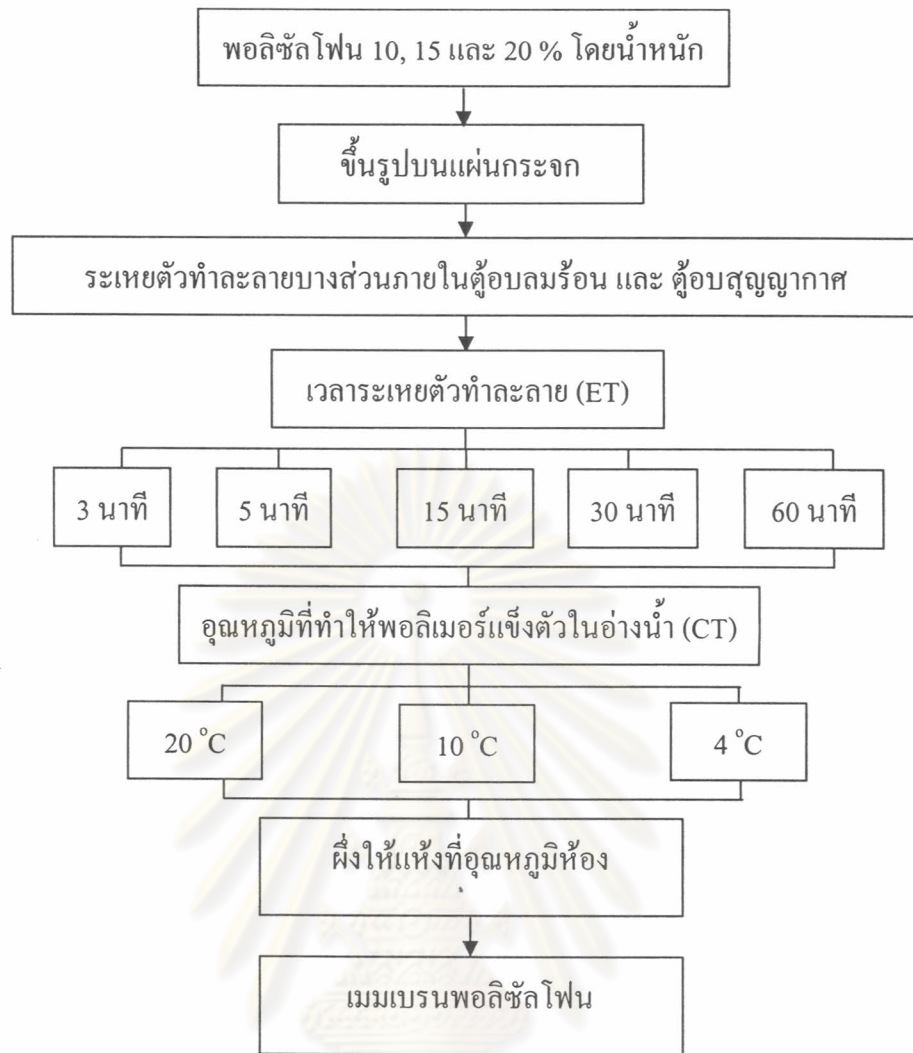 พอลิซัลโฟน 10, 15 และ 20 % โดยน้ำหนัก
ขึ้นรูปบนแผ่นกระจก
ระเหยตัวทำละลายบางส่วนภายในตู้อบลมร้อน และ ตู้อบสุญญากาศ
เวลาระเหยตัวทำละลาย (ET)
3 นาที
5 นาที
15 นาที
30 นาที
60 นาที
อุณหภูมิที่ทำให้พอลิเมอร์แข็งตัวในอ่างน้ำ (CT)
20 °C
10 °C
4 °C
ผึ่งให้แห้งที่อุณหภูมิห้อง
เมมเบรนพอลิซัลโฟน